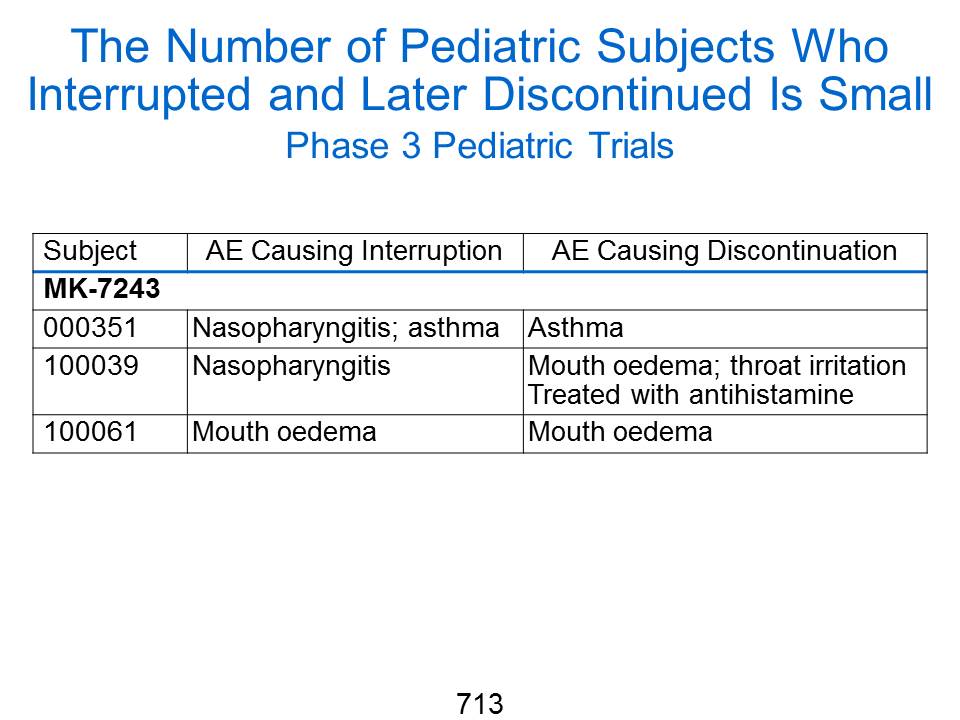 The Number of Pediatric Subjects Who
Interrupted and Later Discontinued Is Small
Phase 3 Pediatric Trials
Subject AE Causing Interruption AE Causing Discontinuation
MK-7243
000351 Nasopharyngitis; asthma Asthma
100039 Nasopharyngitis Mouth oedema; throat irritation
Treated with antihistamine
100061 Mouth oedema Mouth oedema
713